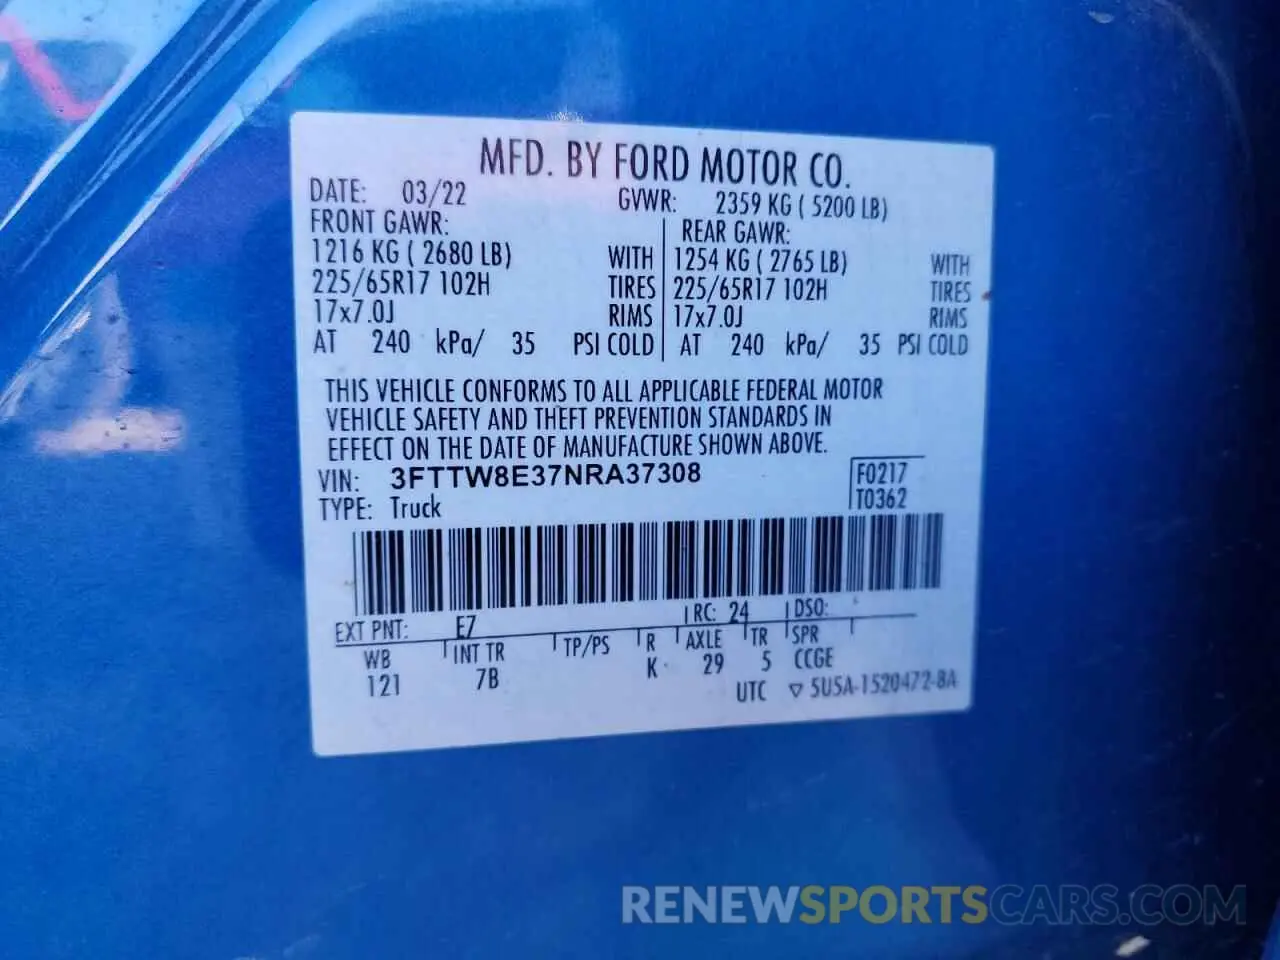 MFD. BY FORD MOTOR CO.
DATE: 03/22 GVWR: 2359 KG ( 5200 LB)
FRONT GAWR: REAR GAWR:
1216 KG ( 2680 LB) WITH 1254 KG ( 2765 LB) WITH
225/65R17 102H TIRES 225/65R17 102H TIRES
17x7.0J RIMS 17x7.0J RIMS
AT 240 kPa/ 35 PSI COLD AT 240 kPa/ 35 PSI COLD
THIS VEHICLE CONFORMS TO ALL APPLICABLE FEDERAL MOTOR
VEHICLE SAFETY AND THEFT PREVENTION STANDARDS IN
EFFECT ON THE DATE OF MANUFACTURE SHOWN ABOVE.
VIN: 3FTTW8E37NRA37308 F0217
TYPE: Truck T0362
EXT PNT: E7 RC: 24 DSO:
WB INT TR TP/PS R AXLE TR SPR
121 7B K 29 5 CCGE
UTC ▽ 5U5A-1520472-BA
RENEWSPORTSCARS.COM